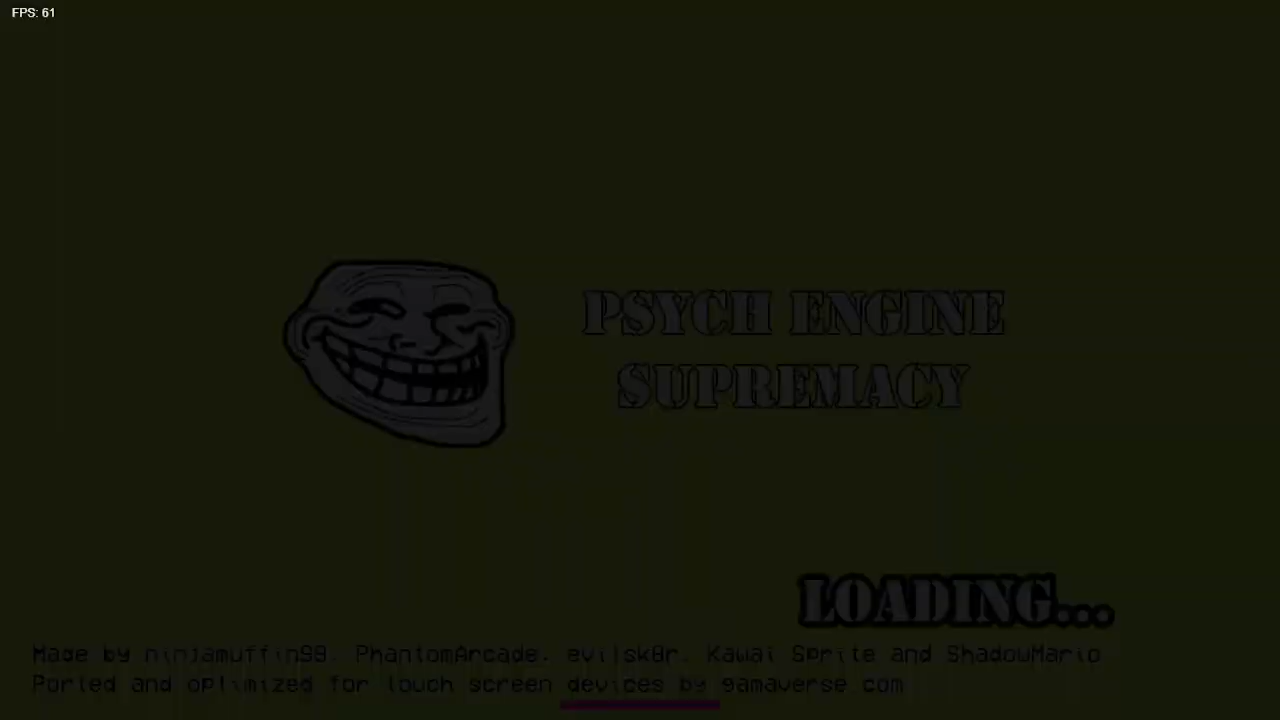 FPS: 61
PSYCH ENGINE
SUPREMACY
LOADING...
Made by ninjamuffin99, PhantomArcade, evilsk8r, Kawai Sprite and ShadowMario
Ported and optimized for touch screen devices by gamaverse.com